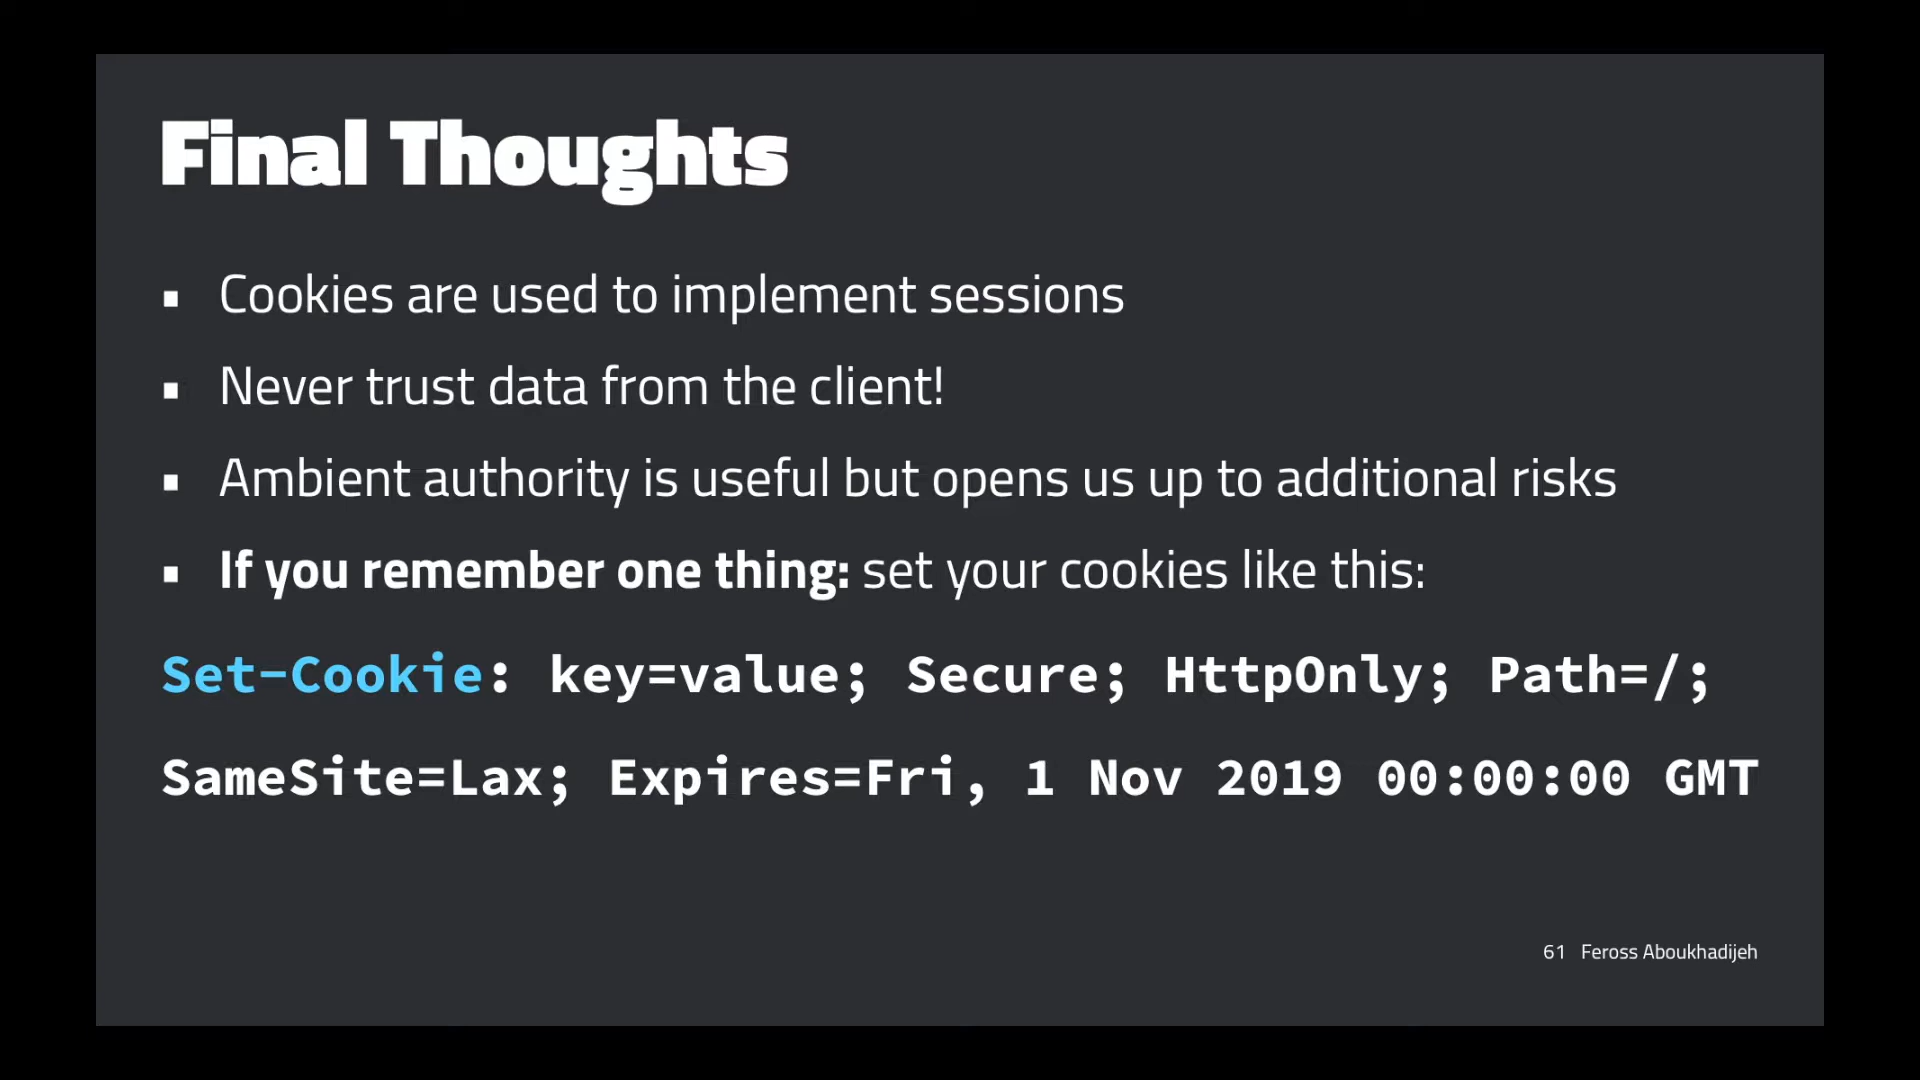 Final Thoughts
▪ Cookies are used to implement sessions
▪ Never trust data from the client!
▪ Ambient authority is useful but opens us up to additional risks
▪ If you remember one thing: set your cookies like this:
Set-Cookie: key=value; Secure; HttpOnly; Path=/;
SameSite=Lax; Expires=Fri, 1 Nov 2019 00:00:00 GMT
61 Feross Aboukhadijeh